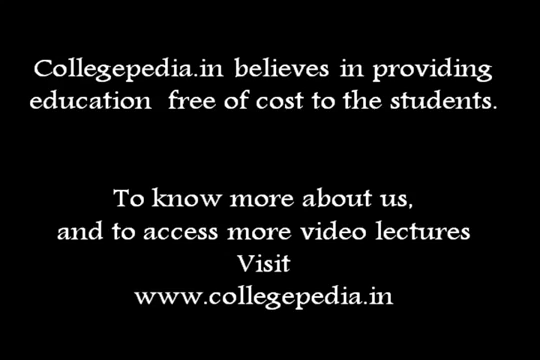 Collegepedia.in believes in providing
education free of cost to the students.
To know more about us,
and to access more video lectures
Visit
www.collegepedia.in